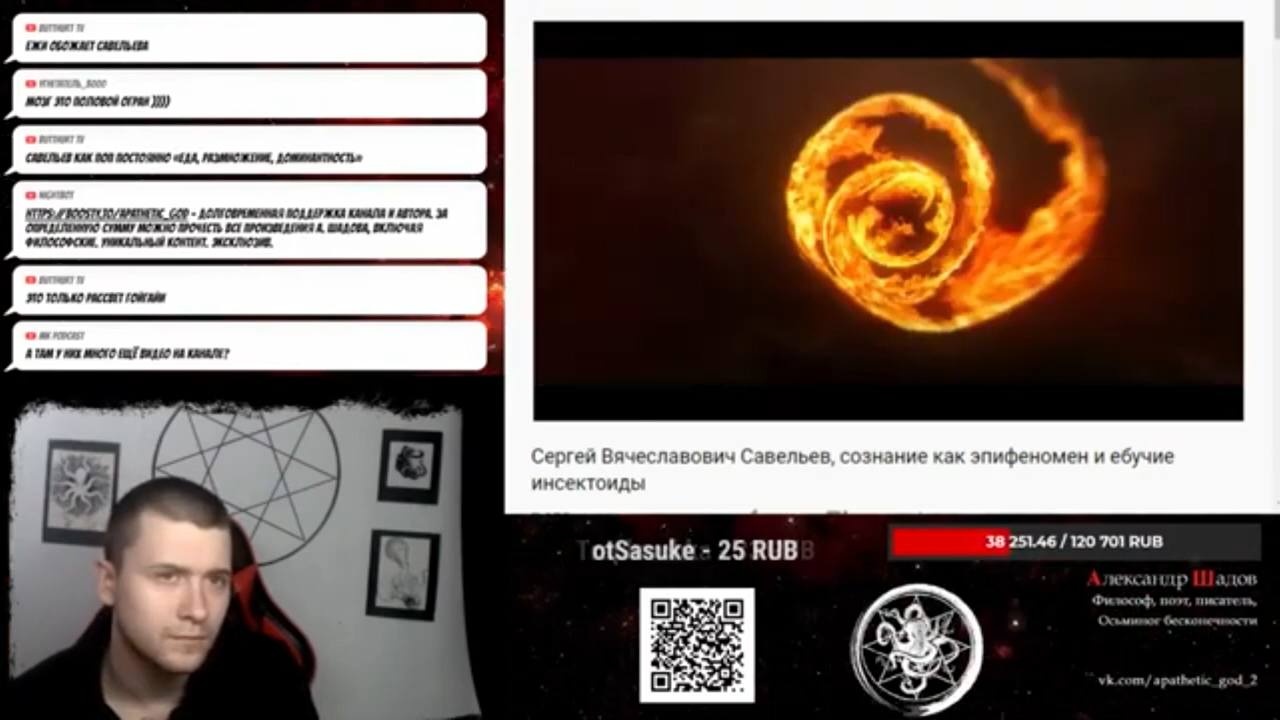 BUTTHURT TV
ЕЖИ ОБОЖАЕТ САВЕЛЬЕВА
МОЗГ ЭТО ПОЛОВОЙ ОГРАН ))))
BUTTHURT TV
САВЕЛЬЕВ КАК ПОП ПОСТОЯННО «ЕДА, РАЗМНОЖЕНИЕ, ДОМИНАНТНОСТЬ»
NIGHTBOT
HTTPS://BOOSTY.TO/APATHETIC_GOD - ДОЛГОВРЕМЕННАЯ ПОДДЕРЖКА КАНАЛА И АВТОРА. ЗА
ОПРЕДЕЛЕННУЮ СУММУ МОЖНО ПРОЧЕСТЬ ВСЕ ПРОИЗВЕДЕНИЯ А. ШАДОВА, ВКЛЮЧАЯ
ФИЛОСОФСКИЕ. УНИКАЛЬНЫЙ КОНТЕНТ. ЭКСКЛЮЗИВ.
BUTTHURT TV
ЭТО ТОЛЬКО РАССВЕТ ГОЙГАЙИ
MK PODCAST
А ТАМ У НИХ МНОГО ЕЩЁ ВИДЕО НА КАНАЛЕ?
Сергей Вячеславович Савельев, сознание как эпифеномен и ебучие
инсектоиды
otSasuke - 25 RUB
38 251.46 / 120 701 RUB
Александр Шадов
Философ, поэт, писатель,
Осьминог бесконечности
vk.com/apathetic_god_2